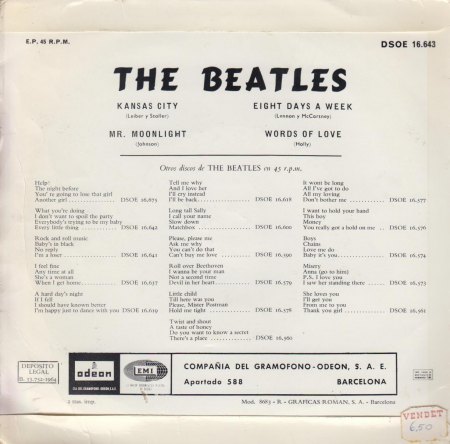 E.P. 45 R.P.M.
DSOE 16.643
THE BEATLES
KANSAS CITY
(Leiber y Stoller)
EIGHT DAYS A WEEK
(Lennon y McCartney)
MR. MOONLIGHT
(Johnson)
WORDS OF LOVE
(Holly)
Otros discos de THE BEATLES en 45 r.p.m.
Help!
The night before
You're going to lose that girl
Another girl DSOE 16.675
What you're doing
I don't want to spoil the party
Everybody's trying to be my baby
Every little thing DSOE 16.642
Rock and roll music
Baby's in black
No reply
I'm a loser DSOE 16.641
I feel fine
Any time at all
She's a woman
When I get home DSOE 16.631
A hard day's night
If I fell
I should have known better
I'm happy just to dance with you DSOE 16.619
Tell me why
And I love her
I'll cry instead
I'll be back DSOE 16.618
Long tall Sally
I call your name
Slow down
Matchbox DSOE 16.600
Please, please me
Ask me why
You can't do that
Can't buy me love DSOE 16.590
Roll over Beethoven
I wanna be your man
Not a second time
Devil in her heart DSOE 16.579
Little child
Till there was you
Please, Mister Postman
Hold me tight DSOE 16.578
Twist and shout
A taste of honey
Do you want to know a secret
There's a place DSOE 16.560
It wont be long
All I've got to do
All my loving
Don't bother me DSOE 16.577
I want to hold your hand
This boy
Money
You really got a hold on me DSOE 16.576
Boys
Chains
Love me do
Baby it's you DSOE 16.574
Misery
Anna (go to him)
P.S. I love you
I saw her standing there DSOE 16.573
She loves you
I'll get you
From me to you
Thank you girl DSOE 16.561
DEPOSITO
LEGAL
B. 33.752-1964
odeon
EMI
COMPAÑIA DEL GRAMOFONO-ODEON, S. A. E.
Apartado 588
BARCELONA
Mod. 5683 - R - GRAFICAS ROMAN, S. A. - Barcelona
VENDET
6,50